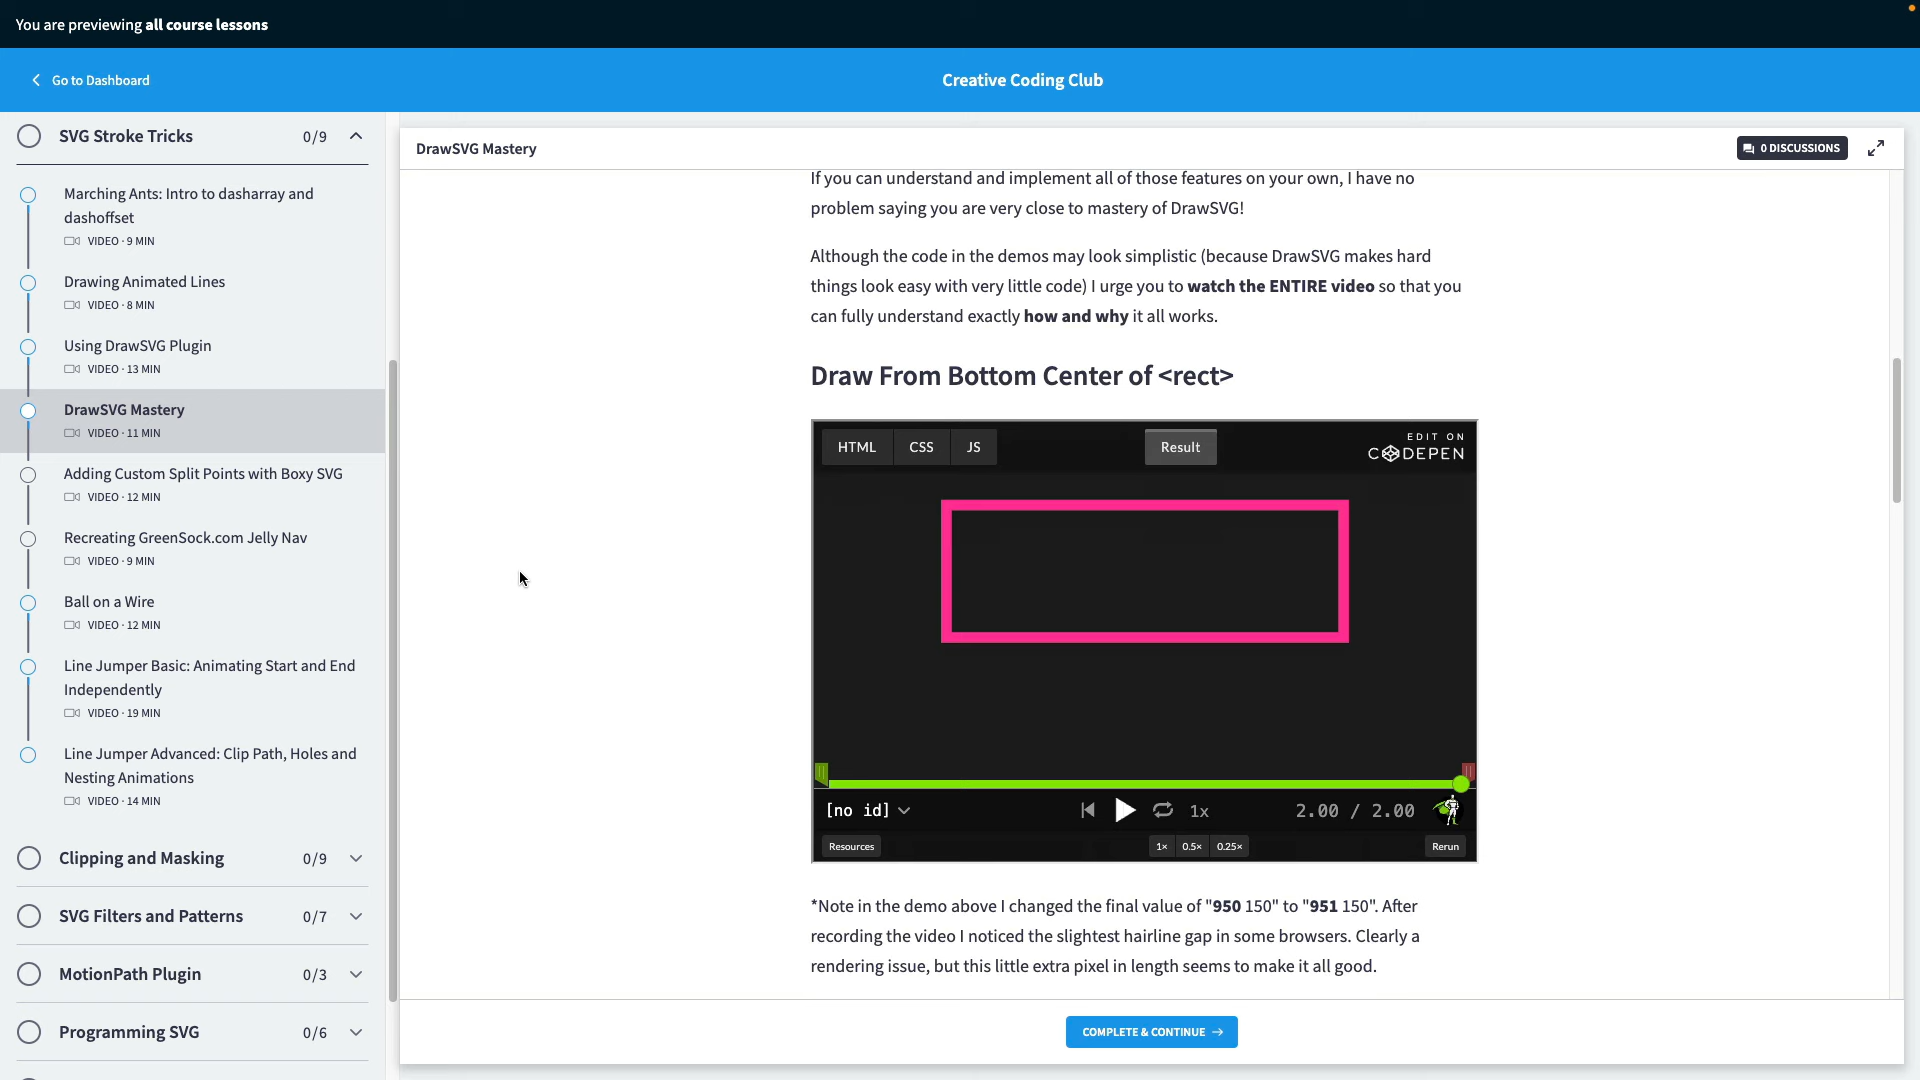 You are previewing all course lessons
Go to Dashboard
Creative Coding Club
SVG Stroke Tricks 0/9
Marching Ants: Intro to dasharray and
dashoffset
VIDEO · 9 MIN
Drawing Animated Lines
VIDEO · 8 MIN
Using DrawSVG Plugin
VIDEO · 13 MIN
DrawSVG Mastery
VIDEO · 11 MIN
Adding Custom Split Points with Boxy SVG
VIDEO · 12 MIN
Recreating GreenSock.com Jelly Nav
VIDEO · 9 MIN
Ball on a Wire
VIDEO · 12 MIN
Line Jumper Basic: Animating Start and End
Independently
VIDEO · 19 MIN
Line Jumper Advanced: Clip Path, Holes and
Nesting Animations
VIDEO · 14 MIN
Clipping and Masking 0/9
SVG Filters and Patterns 0/7
MotionPath Plugin 0/3
Programming SVG 0/6
DrawSVG Mastery
0 DISCUSSIONS
If you can understand and implement all of those features on your own, I have no
problem saying you are very close to mastery of DrawSVG!
Although the code in the demos may look simplistic (because DrawSVG makes hard
things look easy with very little code) I urge you to watch the ENTIRE video so that you
can fully understand exactly how and why it all works.
Draw From Bottom Center of <rect>
HTML CSS JS Result
EDIT ON
CODEPEN
[no id] 1x 2.00 / 2.00
Resources 1× 0.5× 0.25× Rerun
*Note in the demo above I changed the final value of "950 150" to "951 150". After
recording the video I noticed the slightest hairline gap in some browsers. Clearly a
rendering issue, but this little extra pixel in length seems to make it all good.
COMPLETE & CONTINUE →